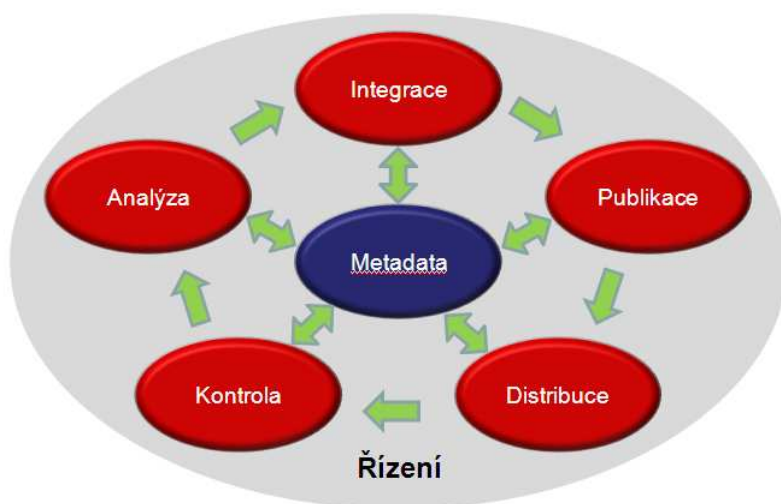 Integrace
Analýza
Publikace
Metadata
Kontrola
Distribuce
Řízení